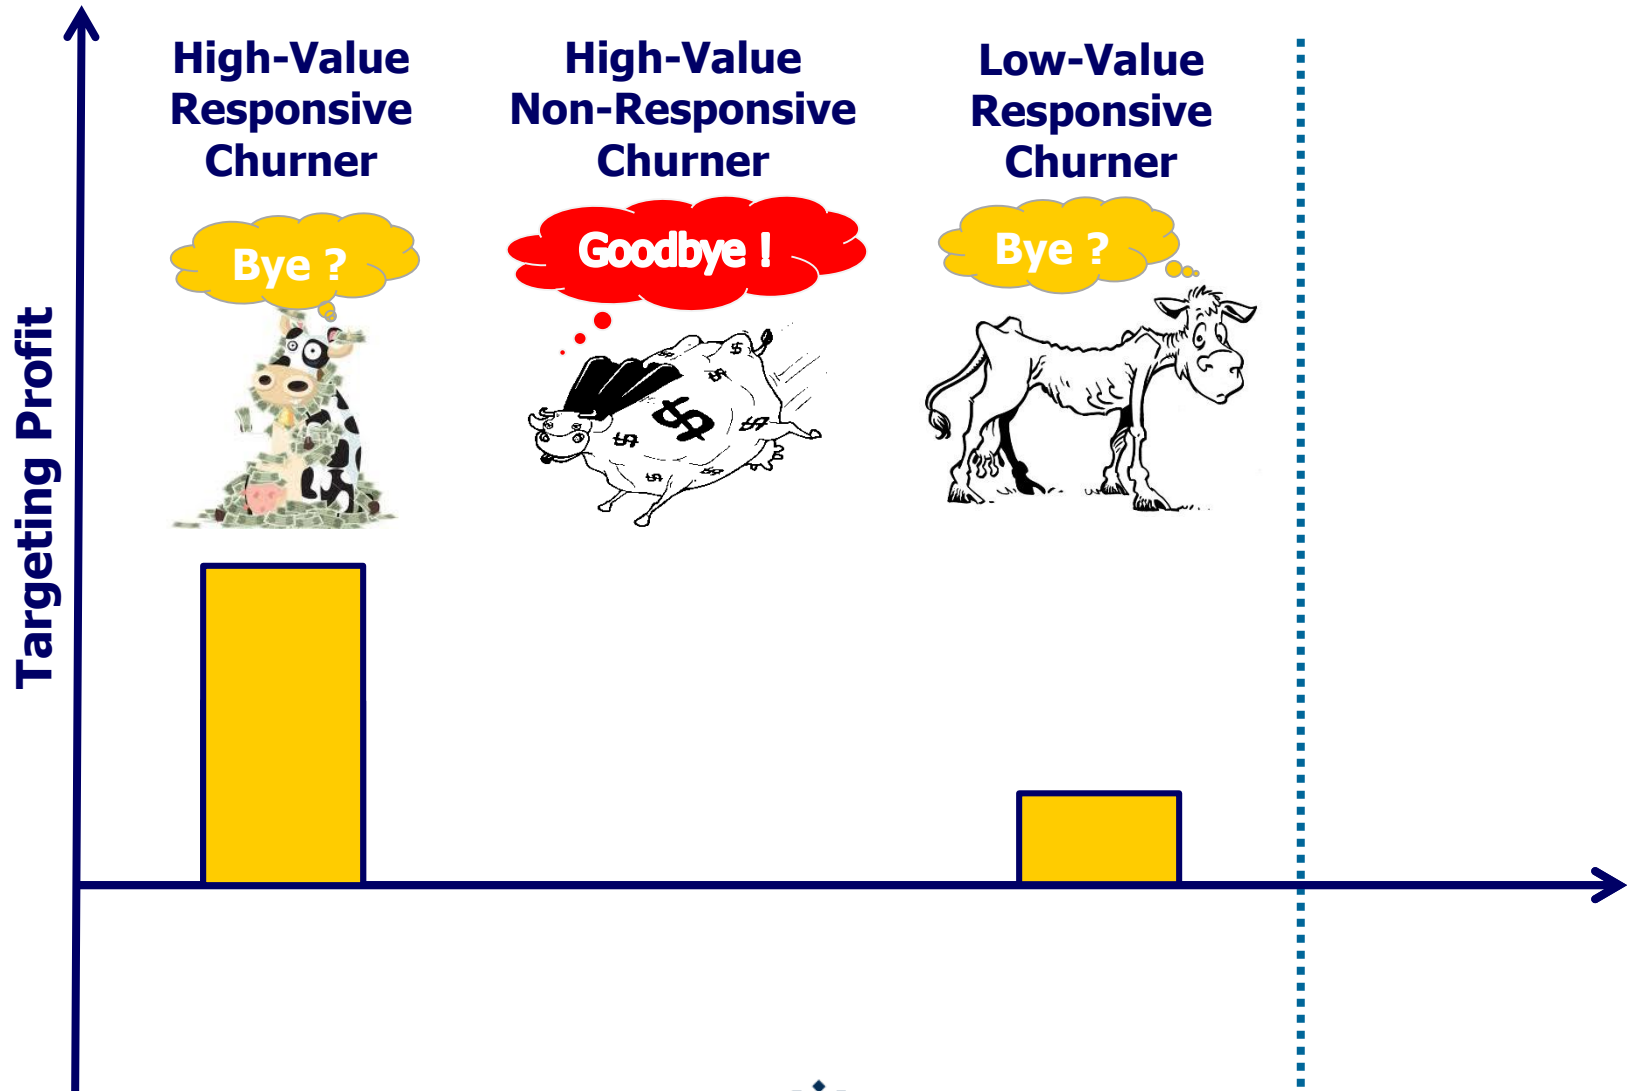 High-Value
Responsive
Churner
High-Value
Non-Responsive
Churner
Low-Value
Responsive
Churner
Bye ?
Goodbye !
Bye ?
$
$
$
$
$
$
$
$
Targeting Profit